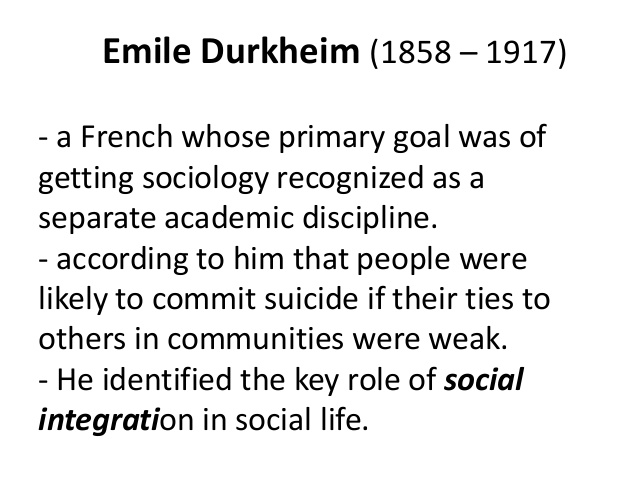 Emile Durkheim (1858 – 1917)
- a French whose primary goal was of
getting sociology recognized as a
separate academic discipline.
- according to him that people were
likely to commit suicide if their ties to
others in communities were weak.
- He identified the key role of social
integration in social life.